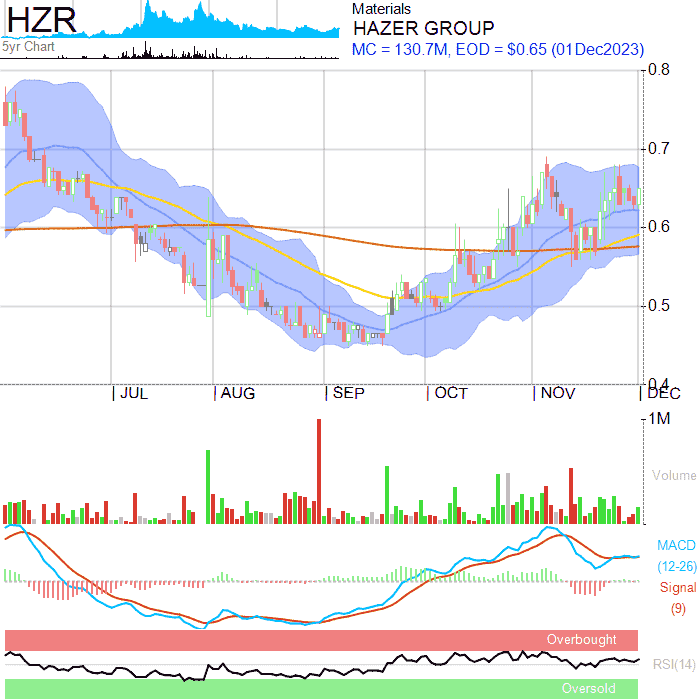 HZR
5yr Chart
Materials
HAZER GROUP
MC = 130.7M, EOD = $0.65 (01Dec2023)
0.8
0.7
0.6
0.5
0.4
JUL AUG SEP OCT NOV DEC
1M
Volume
MACD
(12-26)
Signal
(9)
Overbought
RSI(14)
Oversold